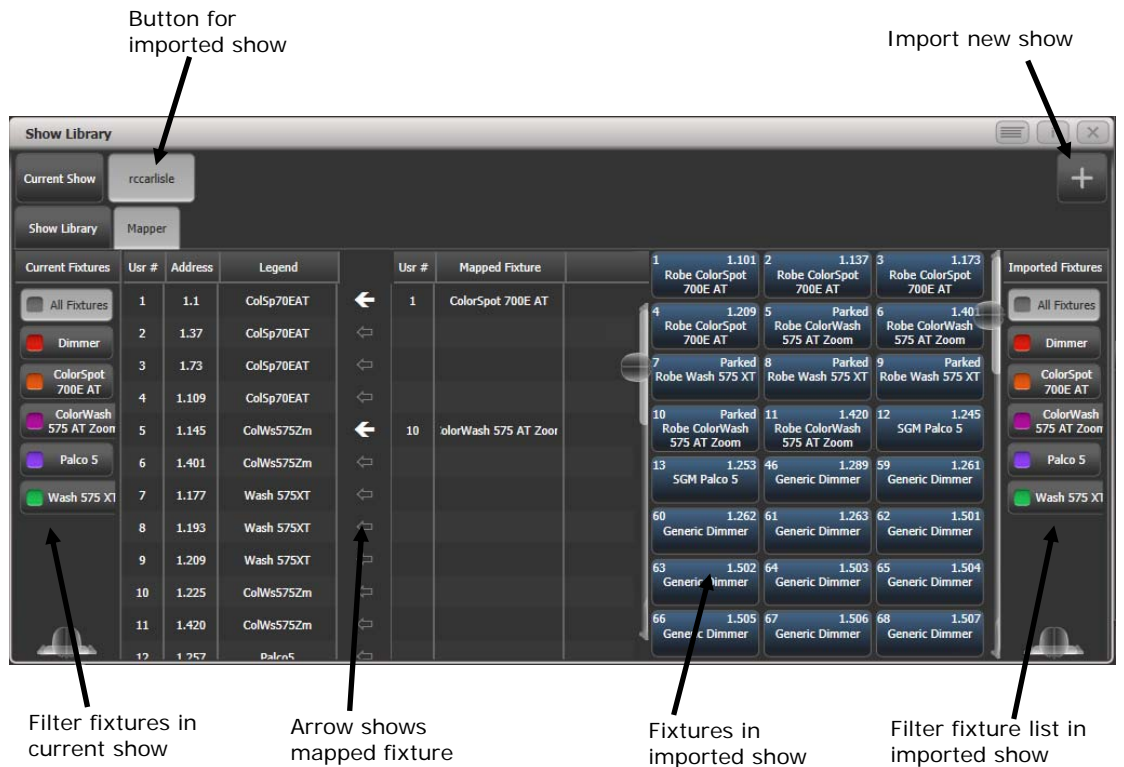 Button for
imported show
Import new show
Show Library
Current Show
rccarlisle
+
Show Library
Mapper
Current Fixtures
Usr #
Address
Legend
Usr #
Mapped Fixture
Imported Fixtures
All Fixtures
Dimmer
ColorSpot
700E AT
ColorWash
575 AT Zoon
Palco 5
Wash 575 XT
1 1.1 ColSp70EAT 1 ColorSpot 700E AT
2 1.37 ColSp70EAT
3 1.73 ColSp70EAT
4 1.109 ColSp70EAT
5 1.145 ColWs575Zm 10 olorWash 575 AT Zoor
6 1.401 ColWs575Zm
7 1.177 Wash 575XT
8 1.193 Wash 575XT
9 1.209 Wash 575XT
10 1.225 ColWs575Zm
11 1.420 ColWs575Zm
12 1.257 Palco5
1 1.101
Robe ColorSpot
700E AT
2 1.137
Robe ColorSpot
700E AT
3 1.173
Robe ColorSpot
700E AT
4 1.209
Robe ColorSpot
700E AT
5 Parked
Robe ColorWash
575 AT Zoom
6 1.401
Robe ColorWash
575 AT Zoom
7 Parked
Robe Wash 575 XT
8 Parked
Robe Wash 575 XT
9 Parked
Robe Wash 575 XT
10 Parked
Robe ColorWash
575 AT Zoom
11 1.420
Robe ColorWash
575 AT Zoom
12 1.245
SGM Palco 5
13 1.253
SGM Palco 5
46 1.289
Generic Dimmer
59 1.261
Generic Dimmer
60 1.262
Generic Dimmer
61 1.263
Generic Dimmer
62 1.501
Generic Dimmer
63 1.502
Generic Dimmer
64 1.503
Generic Dimmer
65 1.504
Generic Dimmer
66 1.505
Generic Dimmer
67 1.506
Generic Dimmer
68 1.507
Generic Dimmer
All Fixtures
Dimmer
ColorSpot
700E AT
ColorWash
575 AT Zoon
Palco 5
Wash 575 XT
Filter fixtures in
current show
Arrow shows
mapped fixture
Fixtures in
imported show
Filter fixture list in
imported show